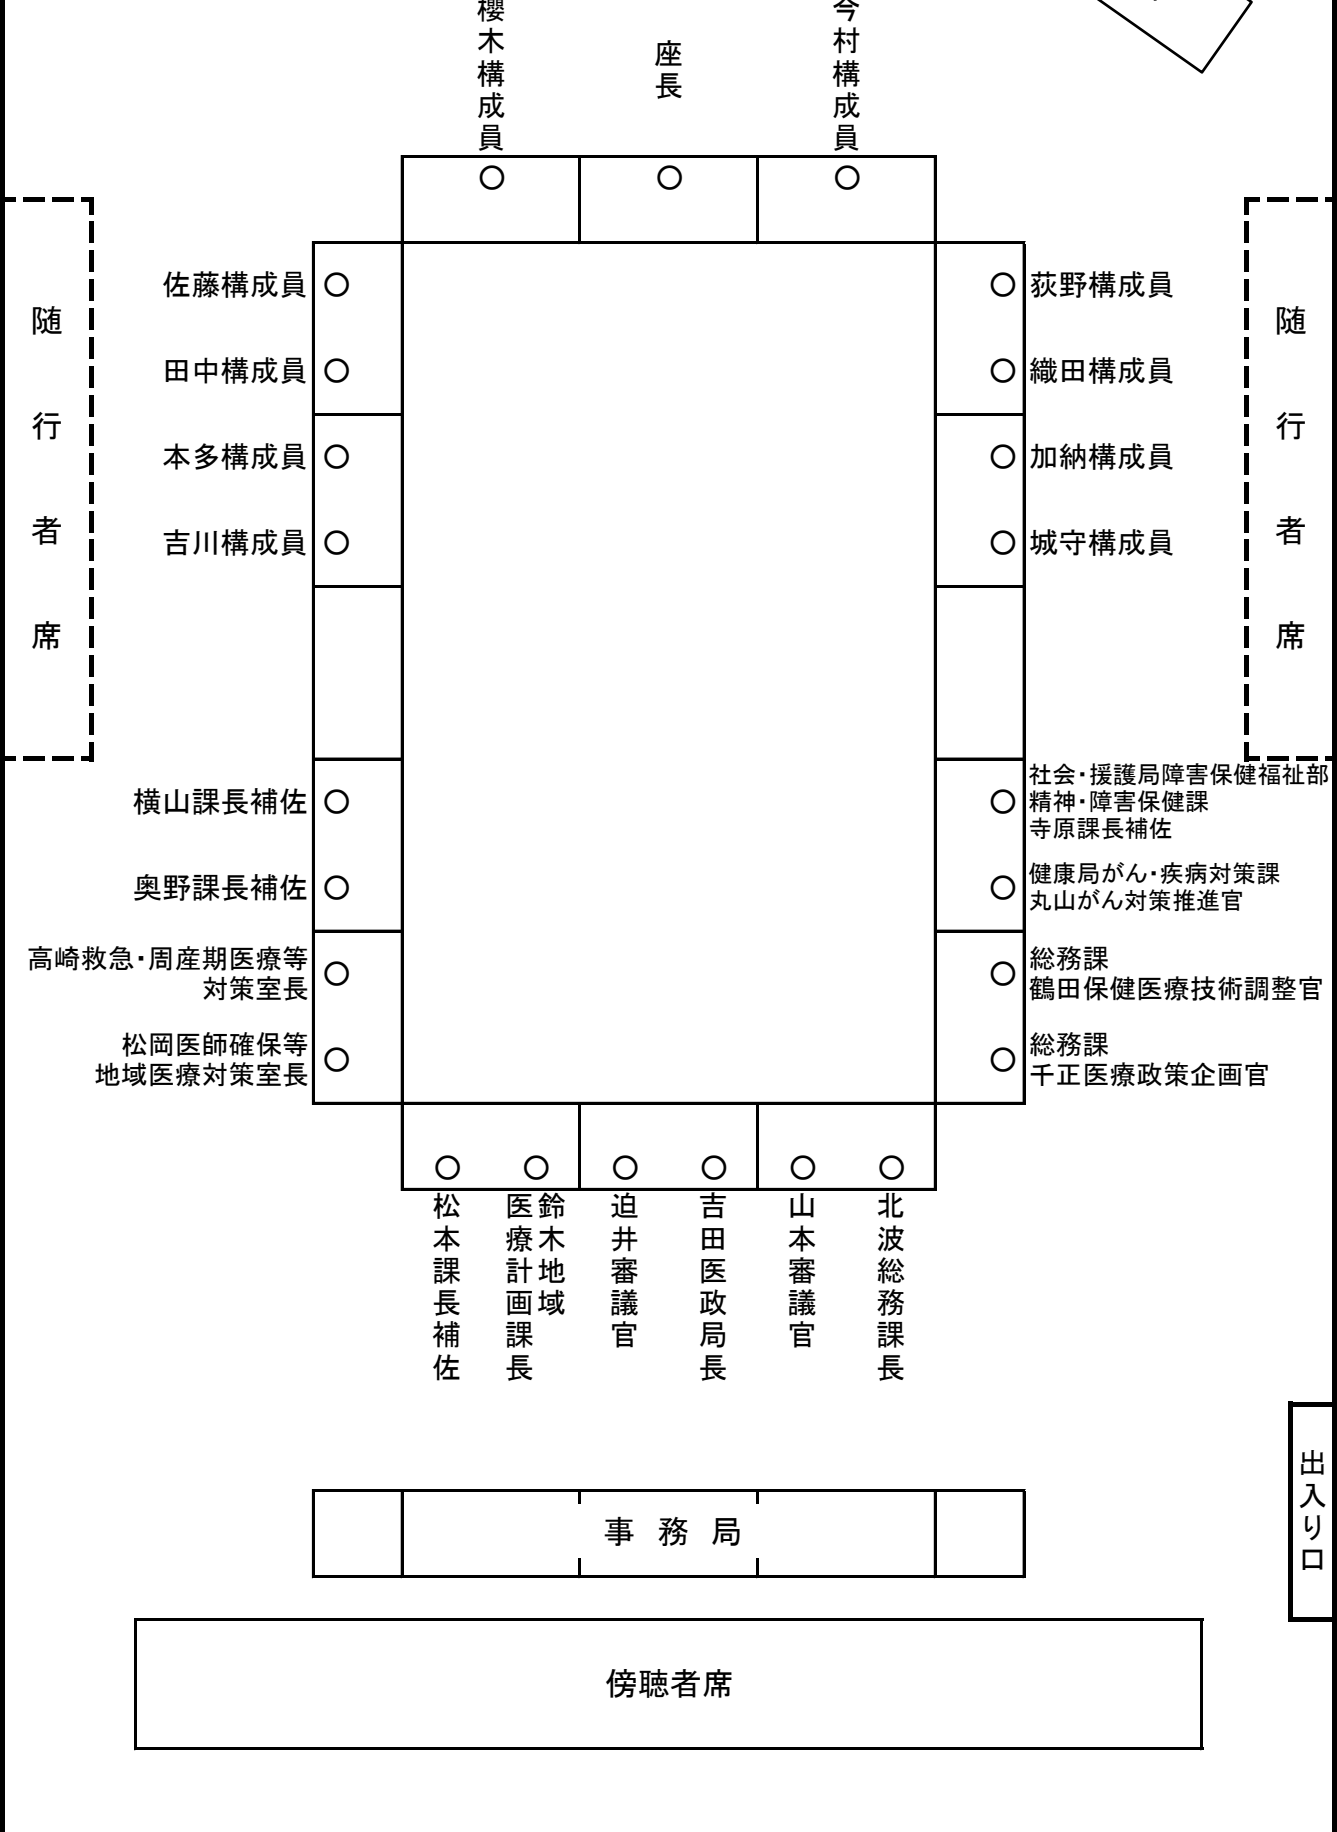 櫻木構成員
座長
今村構成員
佐藤構成員
荻野構成員
田中構成員
織田構成員
本多構成員
加納構成員
吉川構成員
城守構成員
随行者席
随行者席
横山課長補佐
社会・援護局障害保健福祉部
精神・障害保健課
寺原課長補佐
奥野課長補佐
健康局がん・疾病対策課
丸山がん対策推進官
高崎救急・周産期医療等
対策室長
総務課
鶴田保健医療技術調整官
松岡医師確保等
地域医療対策室長
総務課
千正医療政策企画官
松本課長補佐
鈴木地域
医療計画課長
迫井審議官
吉田医政局長
山本審議官
北波総務課長
出入り口
事務局
傍聴者席